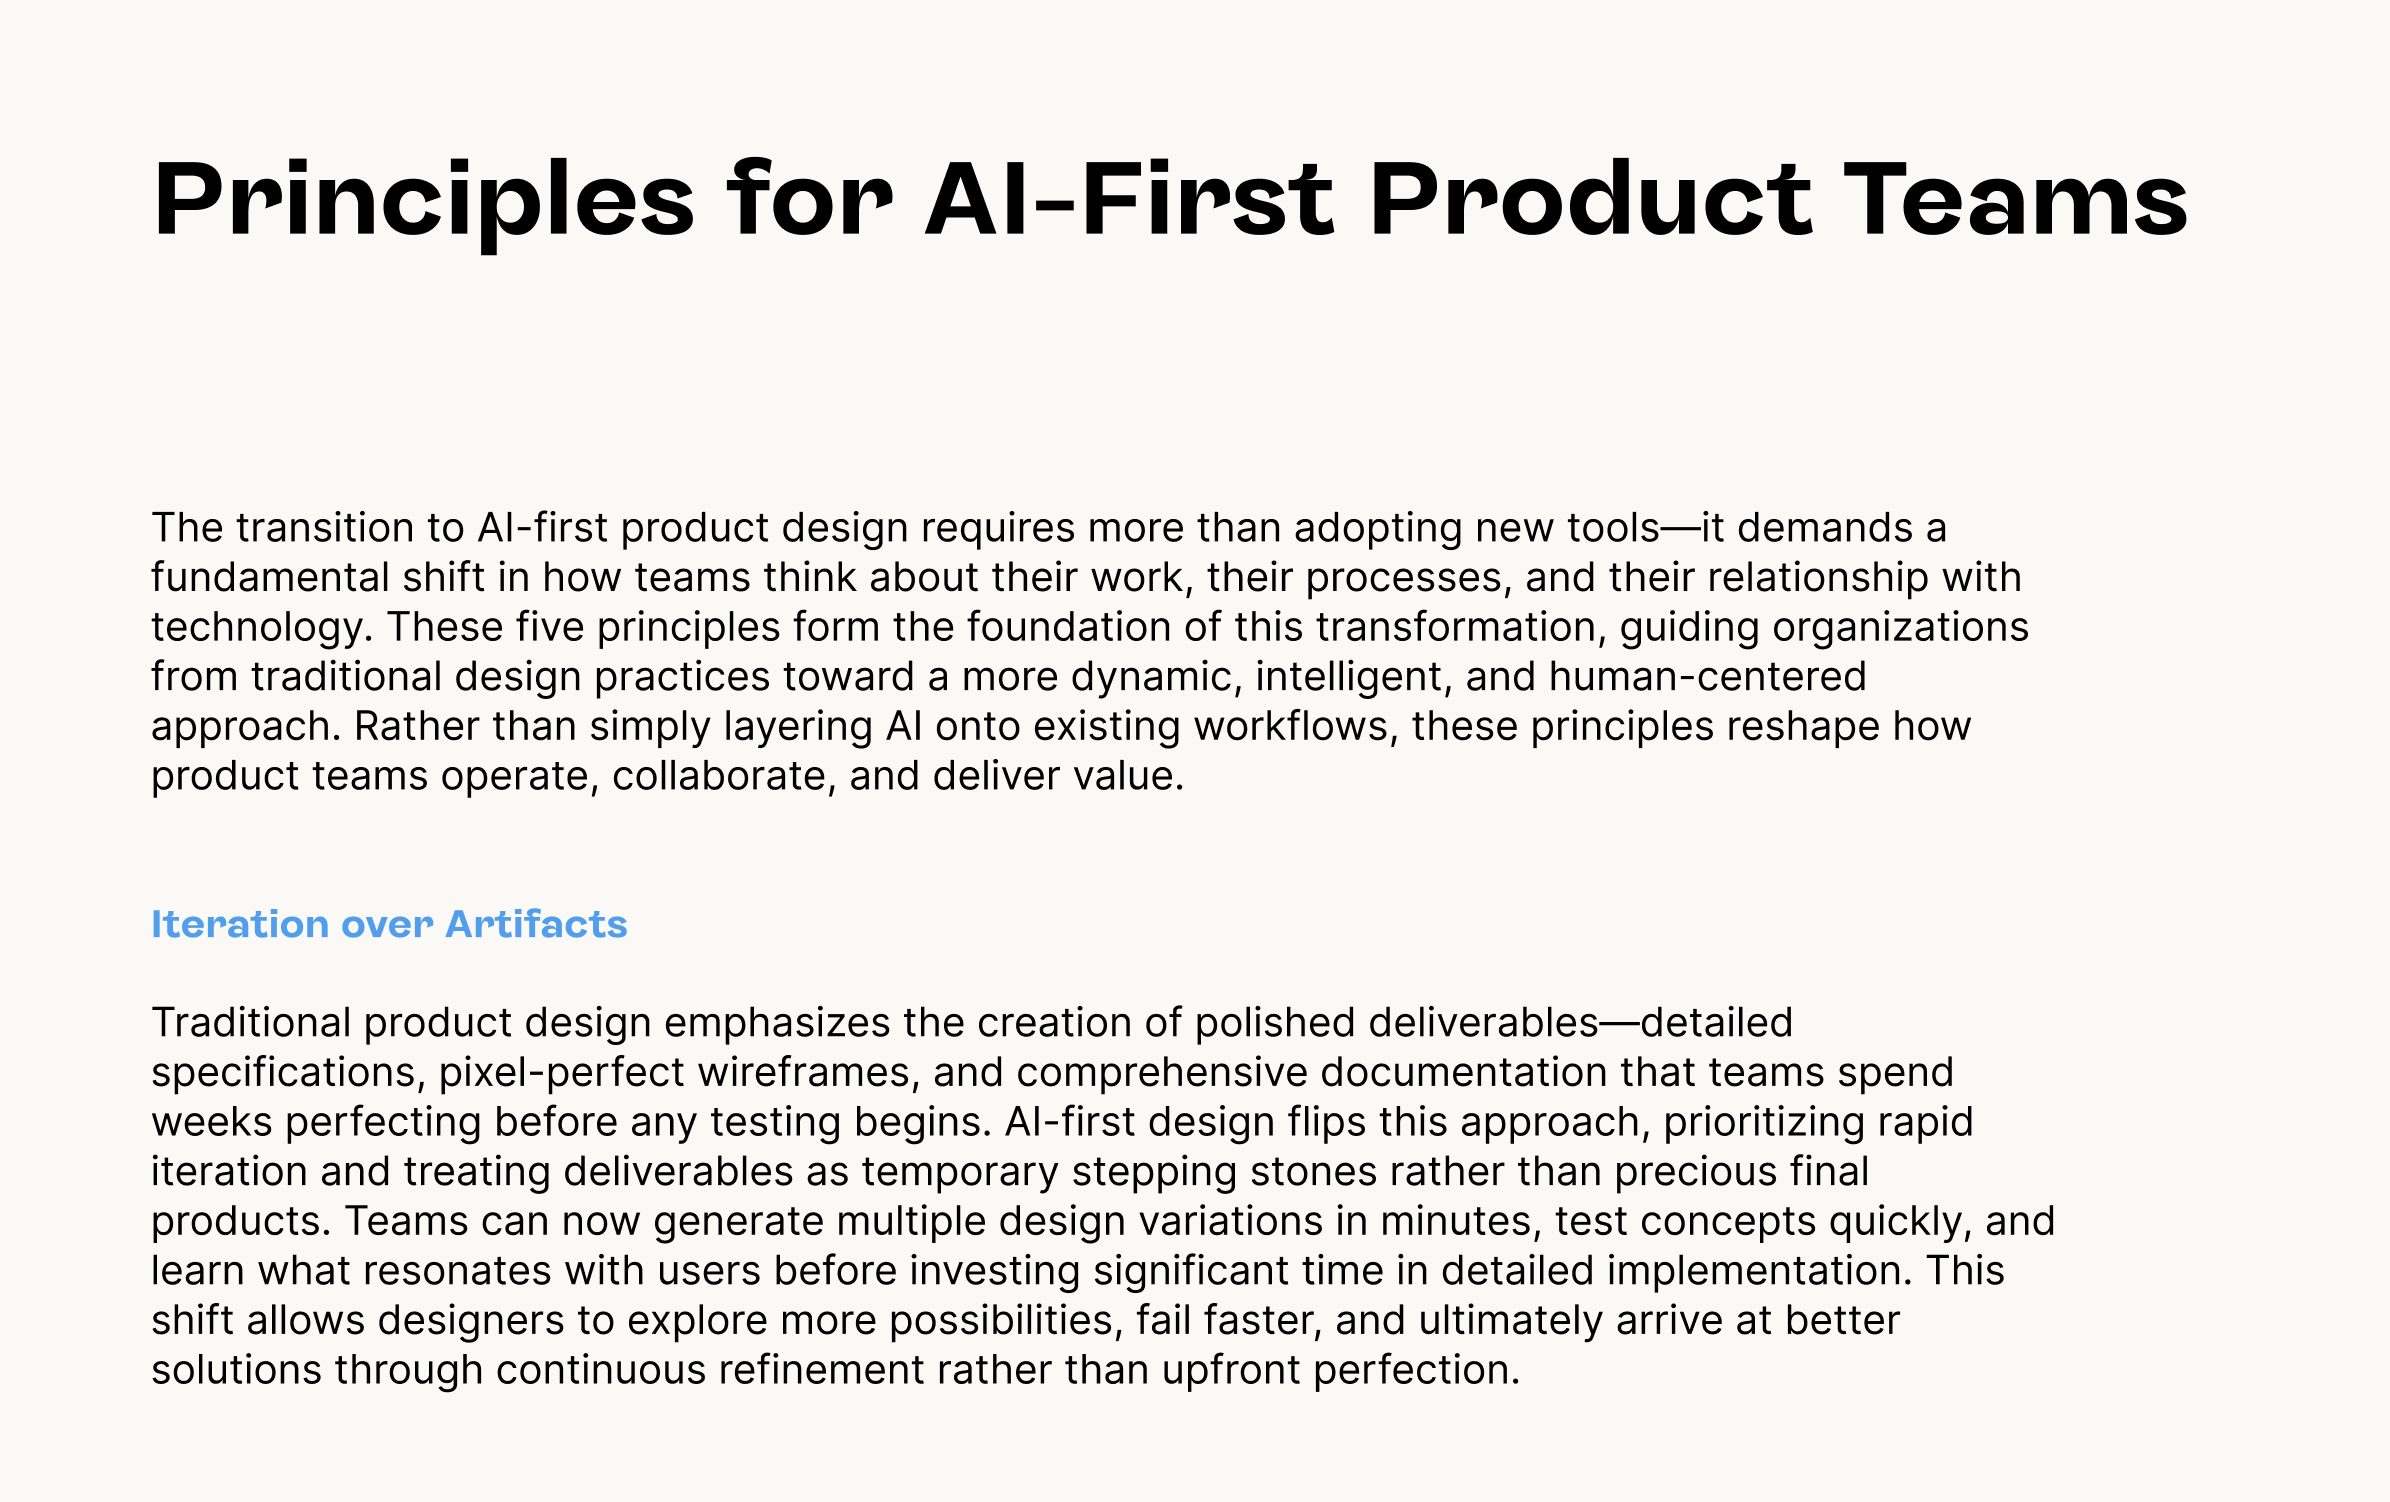 Principles for AI-First Product Teams
The transition to AI-first product design requires more than adopting new tools—it demands a
fundamental shift in how teams think about their work, their processes, and their relationship with
technology. These five principles form the foundation of this transformation, guiding organizations
from traditional design practices toward a more dynamic, intelligent, and human-centered
approach. Rather than simply layering AI onto existing workflows, these principles reshape how
product teams operate, collaborate, and deliver value.
Iteration over Artifacts
Traditional product design emphasizes the creation of polished deliverables—detailed
specifications, pixel-perfect wireframes, and comprehensive documentation that teams spend
weeks perfecting before any testing begins. AI-first design flips this approach, prioritizing rapid
iteration and treating deliverables as temporary stepping stones rather than precious final
products. Teams can now generate multiple design variations in minutes, test concepts quickly, and
learn what resonates with users before investing significant time in detailed implementation. This
shift allows designers to explore more possibilities, fail faster, and ultimately arrive at better
solutions through continuous refinement rather than upfront perfection.